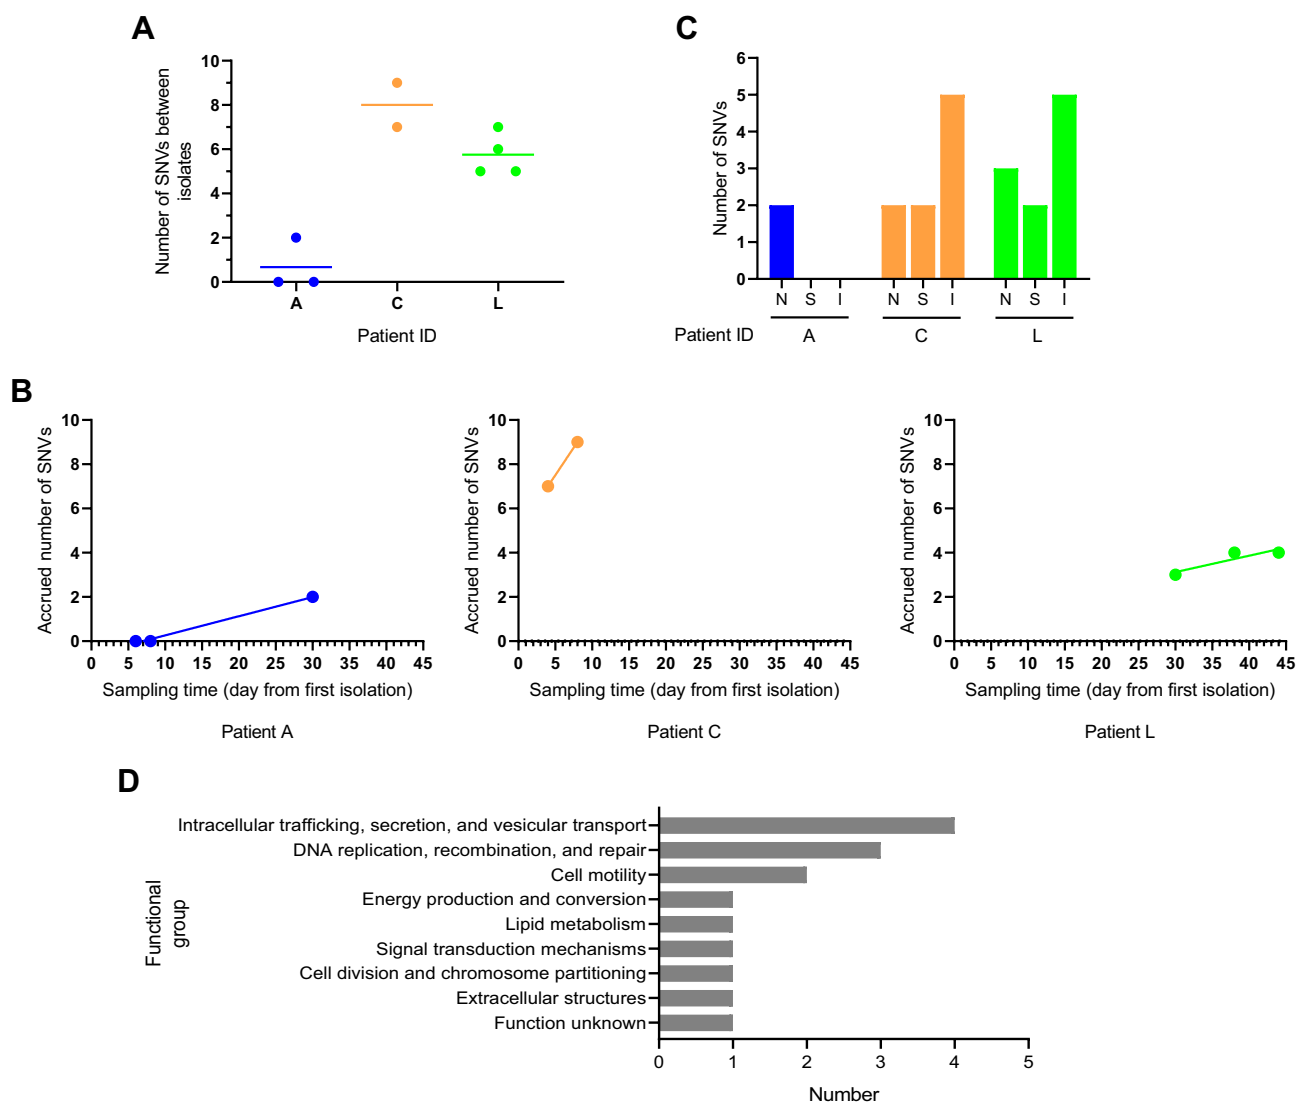 A
Number of SNVs between
isolates
10
8
6
4
2
0
A C L
Patient ID
C
Number of SNVs
6
5
4
3
2
1
0
N S I N S I N S I
Patient ID A C L
B
Accrued number of SNVs
10
8
6
4
2
0
0 5 10 15 20 25 30 35 40 45
Sampling time (day from first isolation)
Patient A
Accrued number of SNVs
10
8
6
4
2
0
0 5 10 15 20 25 30 35 40 45
Sampling time (day from first isolation)
Patient C
Accrued number of SNVs
10
8
6
4
2
0
0 5 10 15 20 25 30 35 40 45
Sampling time (day from first isolation)
Patient L
D
Functional
group
Intracellular trafficking, secretion, and vesicular transport
DNA replication, recombination, and repair
Cell motility
Energy production and conversion
Lipid metabolism
Signal transduction mechanisms
Cell division and chromosome partitioning
Extracellular structures
Function unknown
0 1 2 3 4 5
Number